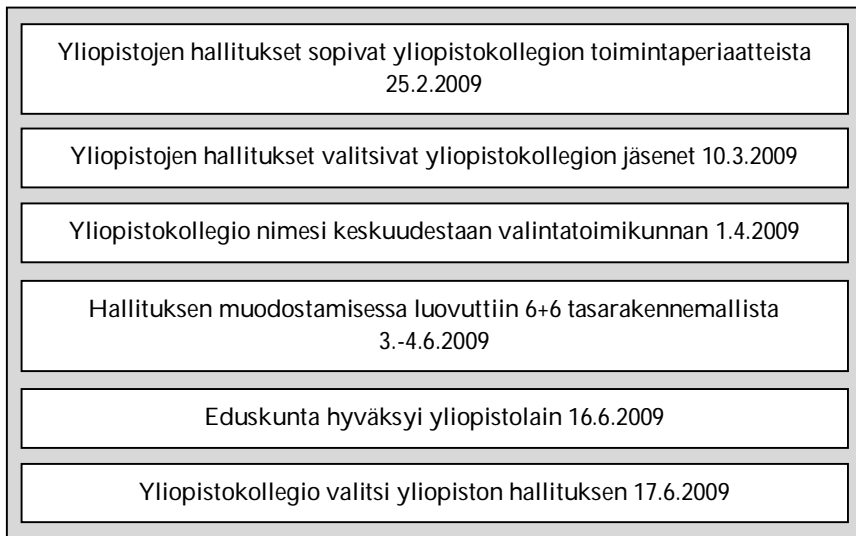 Yliopistojen hallitukset sopivat yliopistokollegion toimintaperiaatteista
25.2.2009
Yliopistojen hallitukset valitsivat yliopistokollegion jäsenet 10.3.2009
Yliopistokollegio nimesi keskuudestaan valintatoimikunnan 1.4.2009
Hallituksen muodostamisessa luovuttiin 6+6 tasarakennemallista
3.-4.6.2009
Eduskunta hyväksyi yliopistolain 16.6.2009
Yliopistokollegio valitsi yliopiston hallituksen 17.6.2009